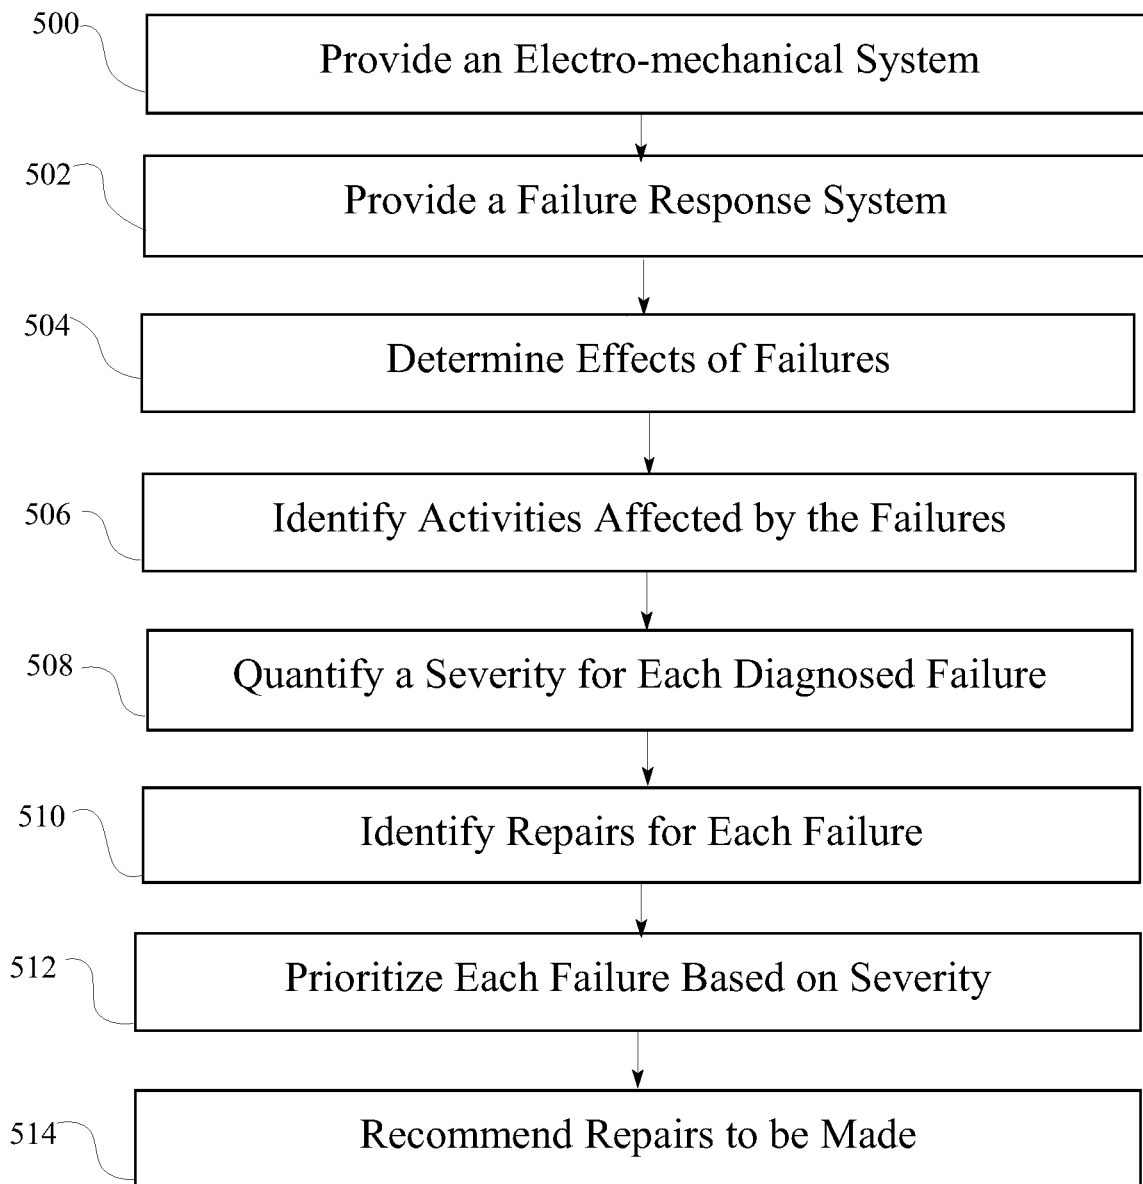 500
Provide an Electro-mechanical System
502
Provide a Failure Response System
504
Determine Effects of Failures
506
Identify Activities Affected by the Failures
508
Quantify a Severity for Each Diagnosed Failure
510
Identify Repairs for Each Failure
512
Prioritize Each Failure Based on Severity
514
Recommend Repairs to be Made